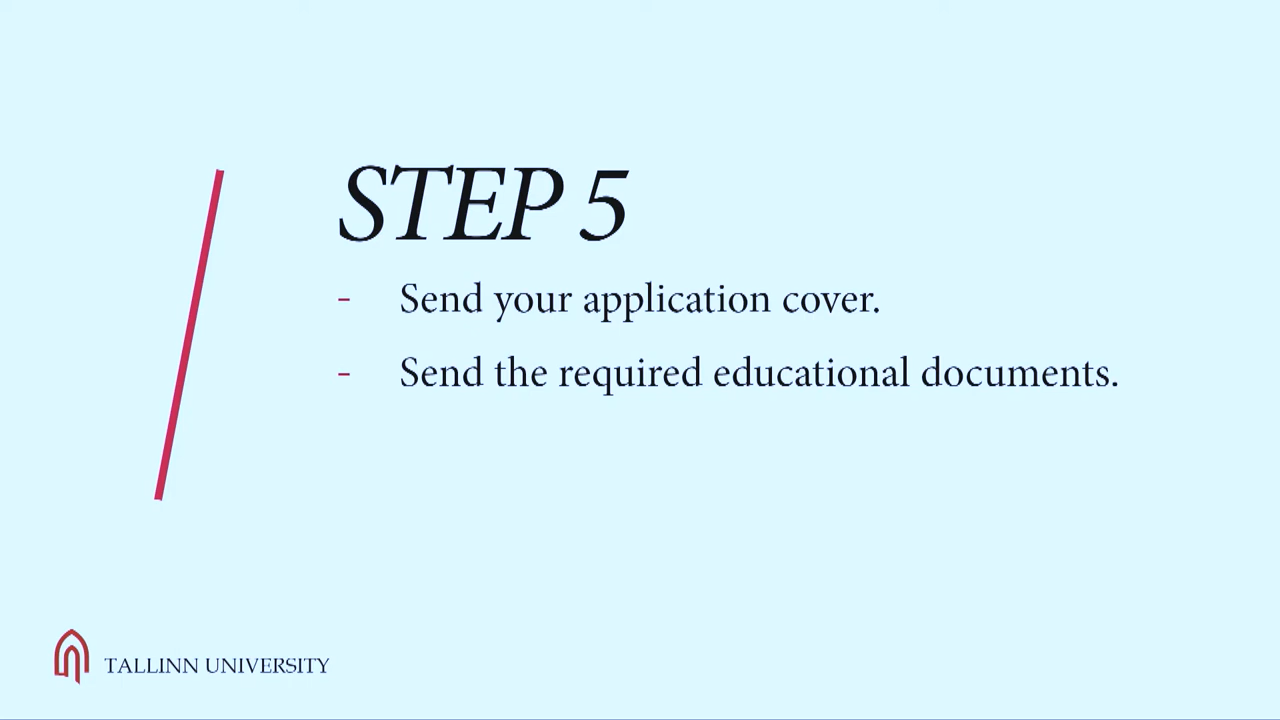 STEP 5
- Send your application cover.
- Send the required educational documents.
TALLINN UNIVERSITY